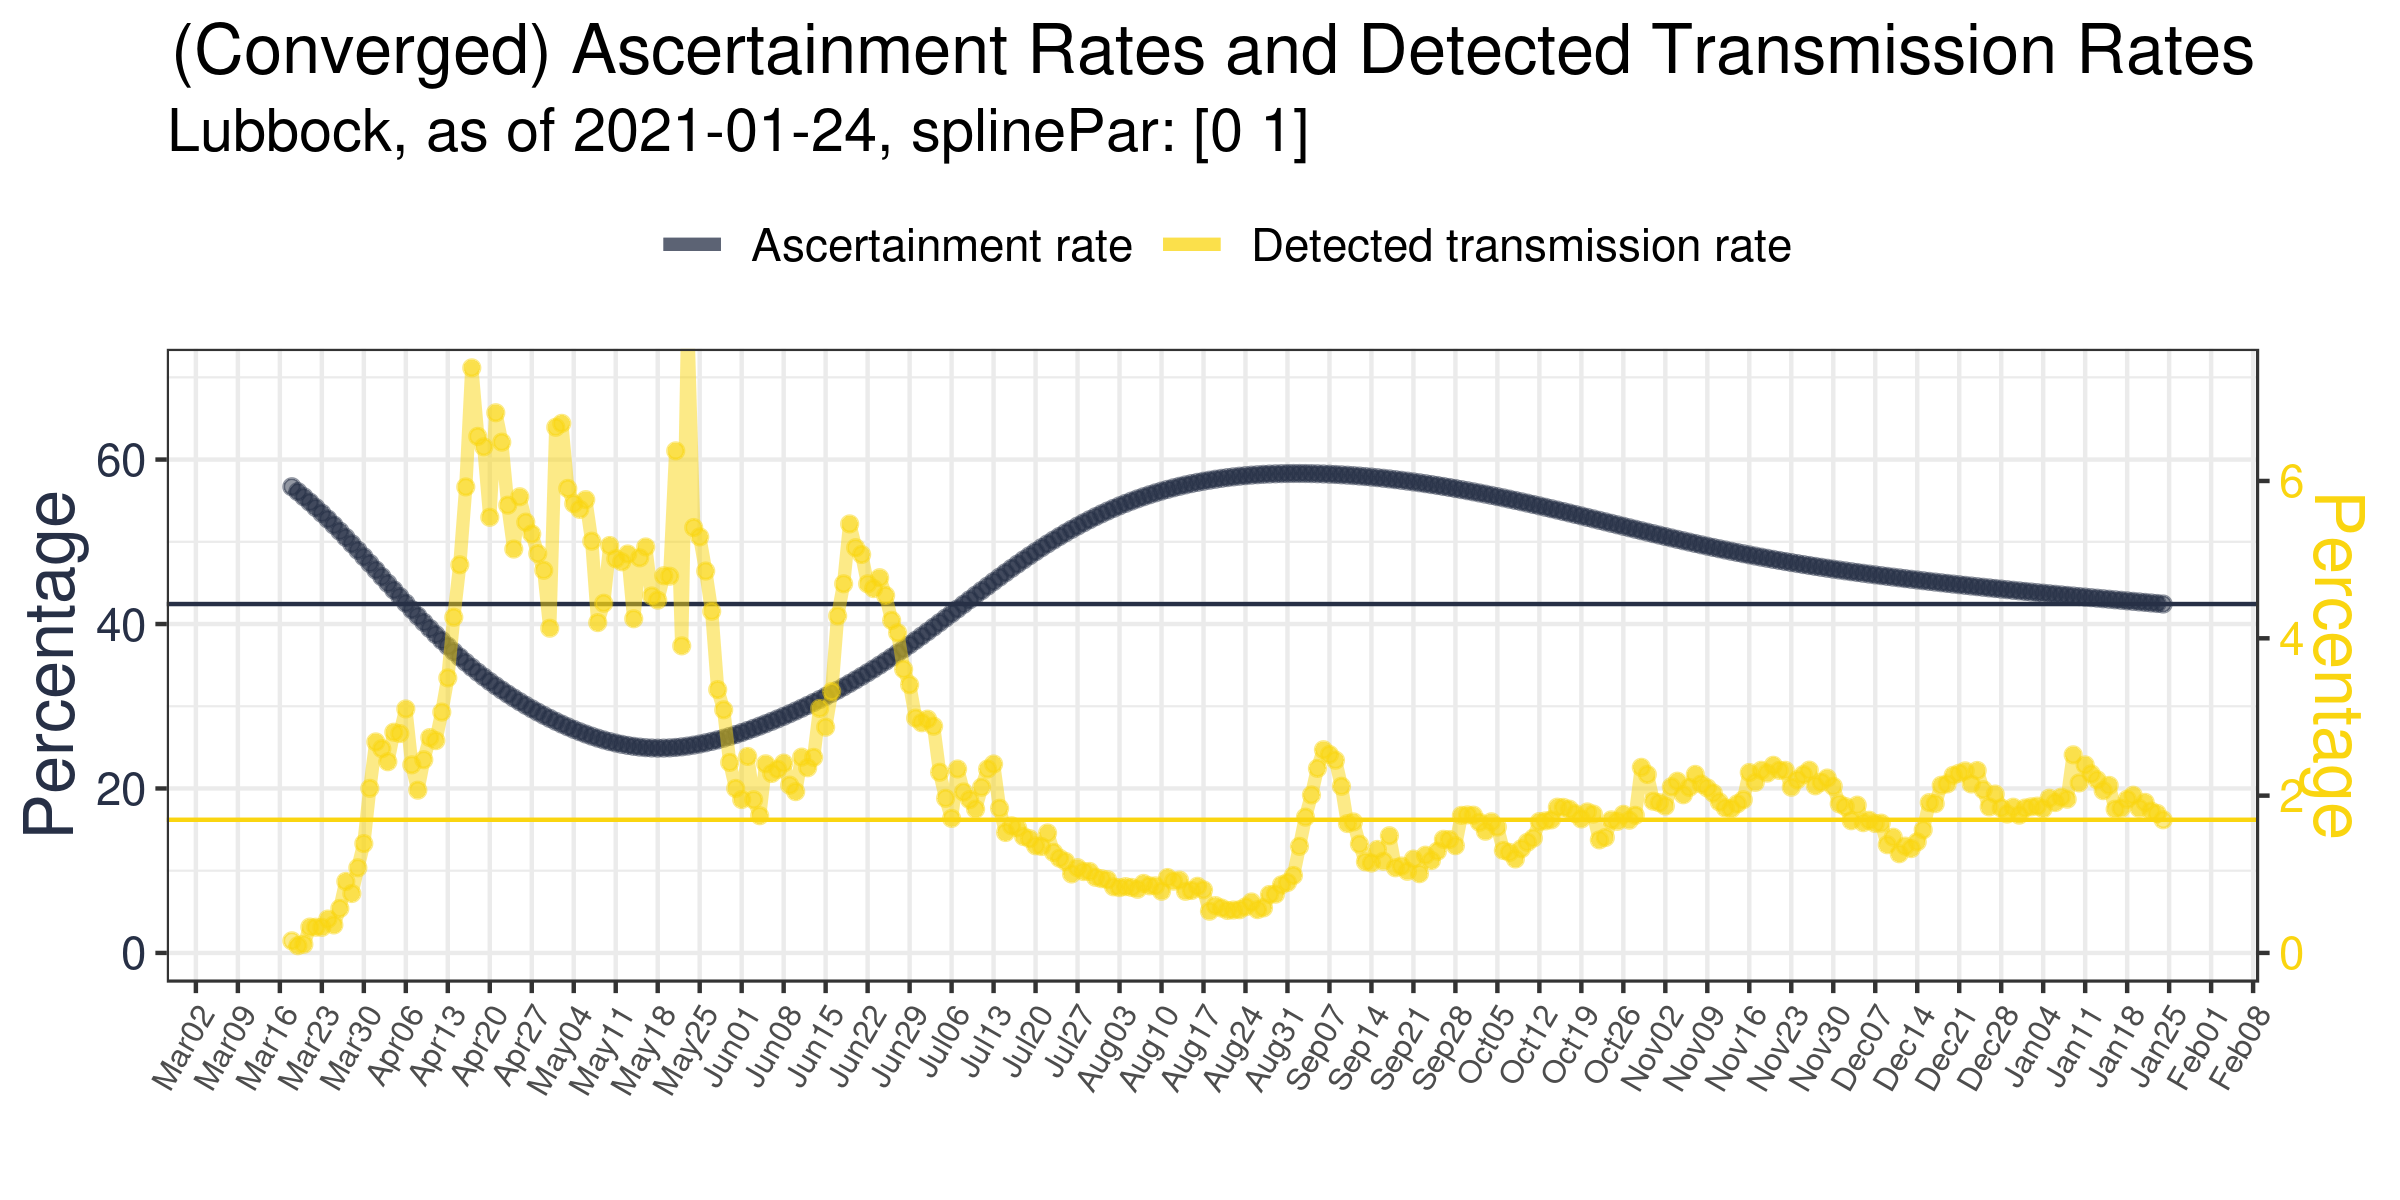 (Converged) Ascertainment Rates and Detected Transmission Rates
Lubbock, as of 2021-01-24, splinePar: [0 1]
Ascertainment rate Detected transmission rate
Percentage
60
40
20
0
6
4
2
0
Percentage
Mar02 Mar09 Mar16 Mar23 Mar30 Apr06 Apr13 Apr20 Apr27 May04 May11 May18 May25 Jun01 Jun08 Jun15 Jun22 Jun29 Jul06 Jul13 Jul20 Jul27 Aug03 Aug10 Aug17 Aug24 Aug31 Sep07 Sep14 Sep21 Sep28 Oct05 Oct12 Oct19 Oct26 Nov02 Nov09 Nov16 Nov23 Nov30 Dec07 Dec14 Dec21 Dec28 Jan04 Jan11 Jan18 Jan25 Feb01 Feb08